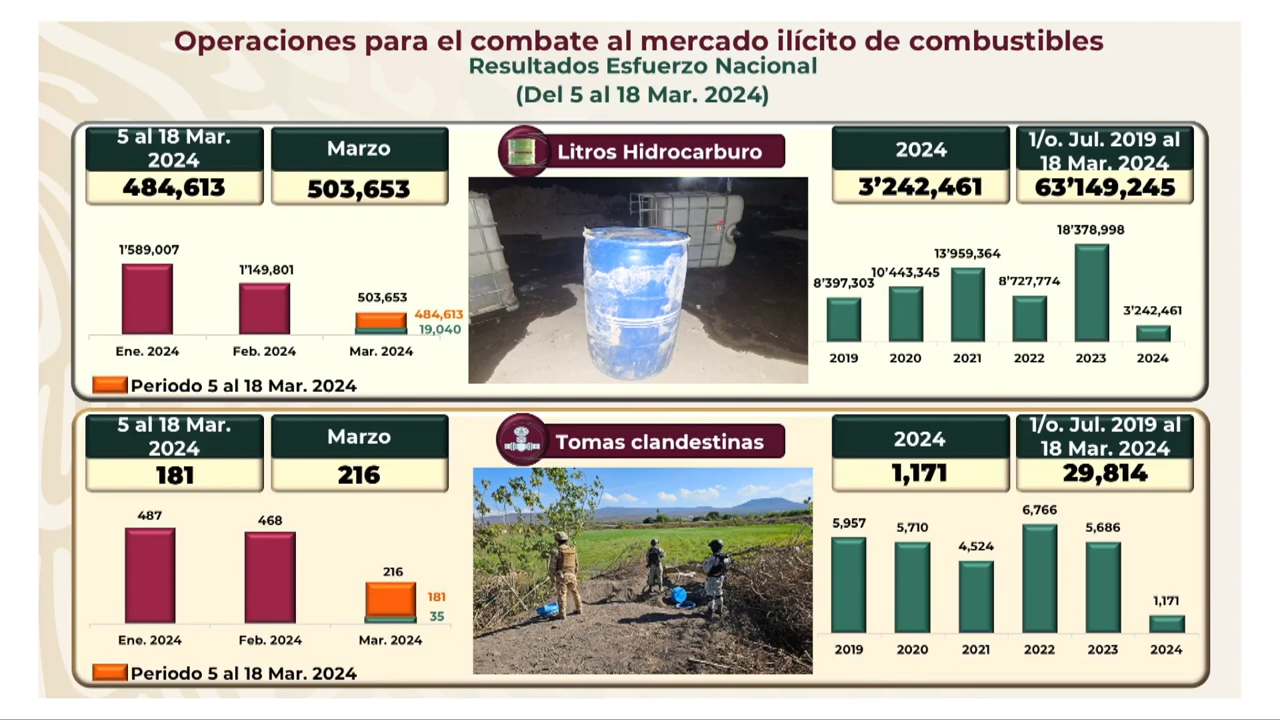 Operaciones para el combate al mercado ilícito de combustibles
Resultados Esfuerzo Nacional
(Del 5 al 18 Mar. 2024)
5 al 18 Mar.
2024
484,613
Marzo
503,653
Litros Hidrocarburo
2024
3’242,461
1/o. Jul. 2019 al
18 Mar. 2024
63’149,245
1’589,007
1’149,801
503,653
484,613
19,040
Ene. 2024
Feb. 2024
Mar. 2024
Periodo 5 al 18 Mar. 2024
8’397,303
10’443,345
13’959,364
8’727,774
18’378,998
3’242,461
2019
2020
2021
2022
2023
2024
5 al 18 Mar.
2024
181
Marzo
216
Tomas clandestinas
2024
1,171
1/o. Jul. 2019 al
18 Mar. 2024
29,814
487
468
216
181
35
Ene. 2024
Feb. 2024
Mar. 2024
Periodo 5 al 18 Mar. 2024
5,957
5,710
4,524
6,766
5,686
1,171
2019
2020
2021
2022
2023
2024